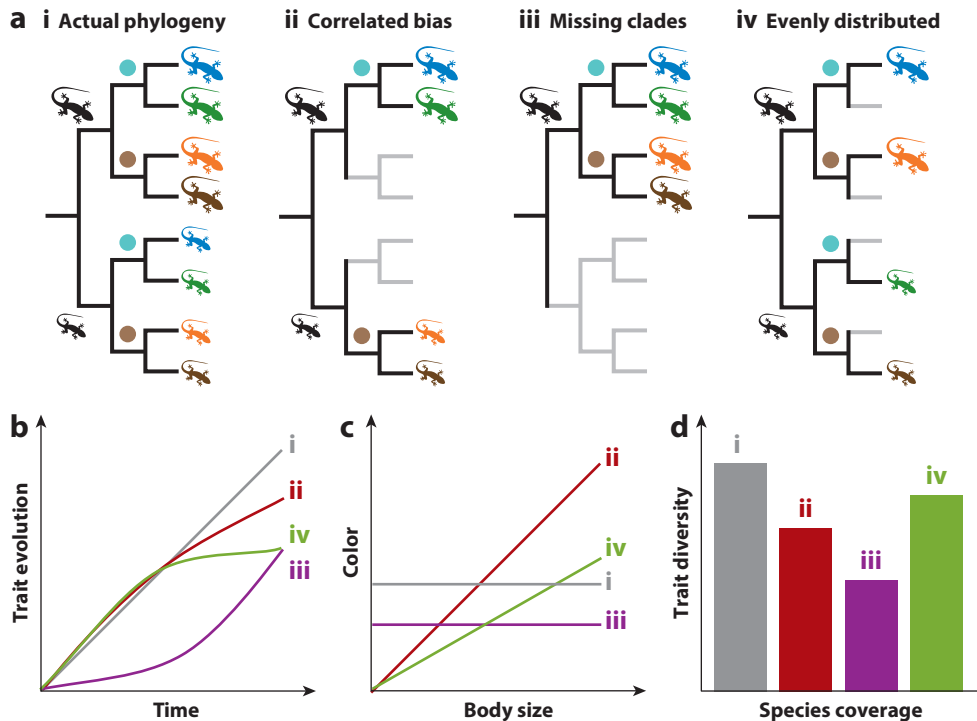 a i Actual phylogeny ii Correlated bias iii Missing clades iv Evenly distributed
b
Trait evolution
i
ii
iv
iii
Time
c
Color
ii
iv
i
iii
Body size
d
Trait diversity
i
ii
iii
iv
Species coverage